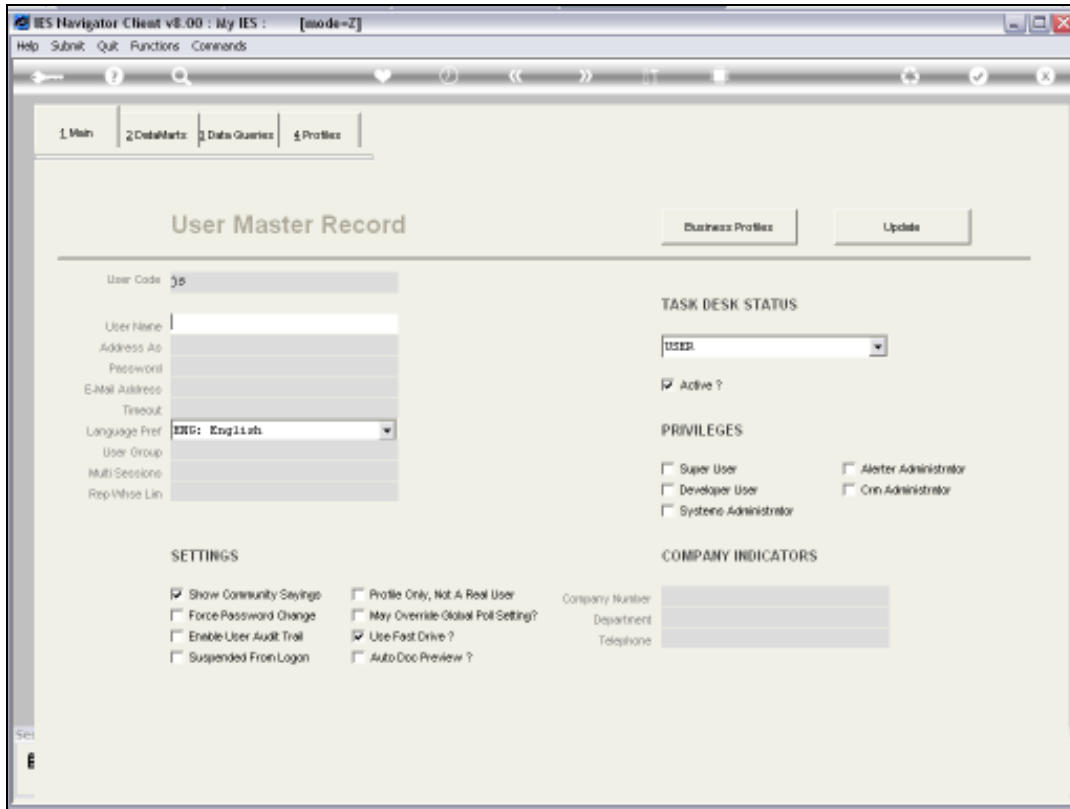 IES Navigator Client v8.00 : My IES : [mode=Z]
Help Submit Quit Functions Commands
1 Main 2 DataMarts 3 Data Queries 4 Profiles
User Master Record
Business Profiles
Update
User Code js
User Name
Address As
Password
E-Mail Address
Timeout
Language Pref ENG: English
User Group
Multi Sessions
Rep Whse Lim
TASK DESK STATUS
USER
Active ?
PRIVILEGES
Super User
Alerter Administrator
Developer User
Crm Administrator
Systems Administrator
SETTINGS
Show Community Sayings
Profile Only, Not A Real User
Force Password Change
May Override Global Poll Setting?
Enable User Audit Trail
Use Fast Drive ?
Suspended From Logon
Auto Doc Preview ?
COMPANY INDICATORS
Company Number
Department
Telephone